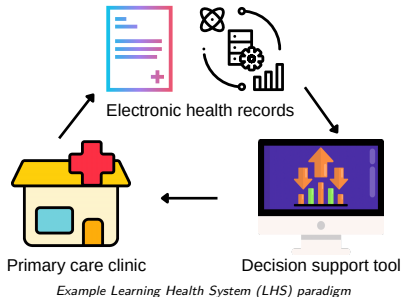 Electronic health records
Primary care clinic
Decision support tool
Example Learning Health System (LHS) paradigm